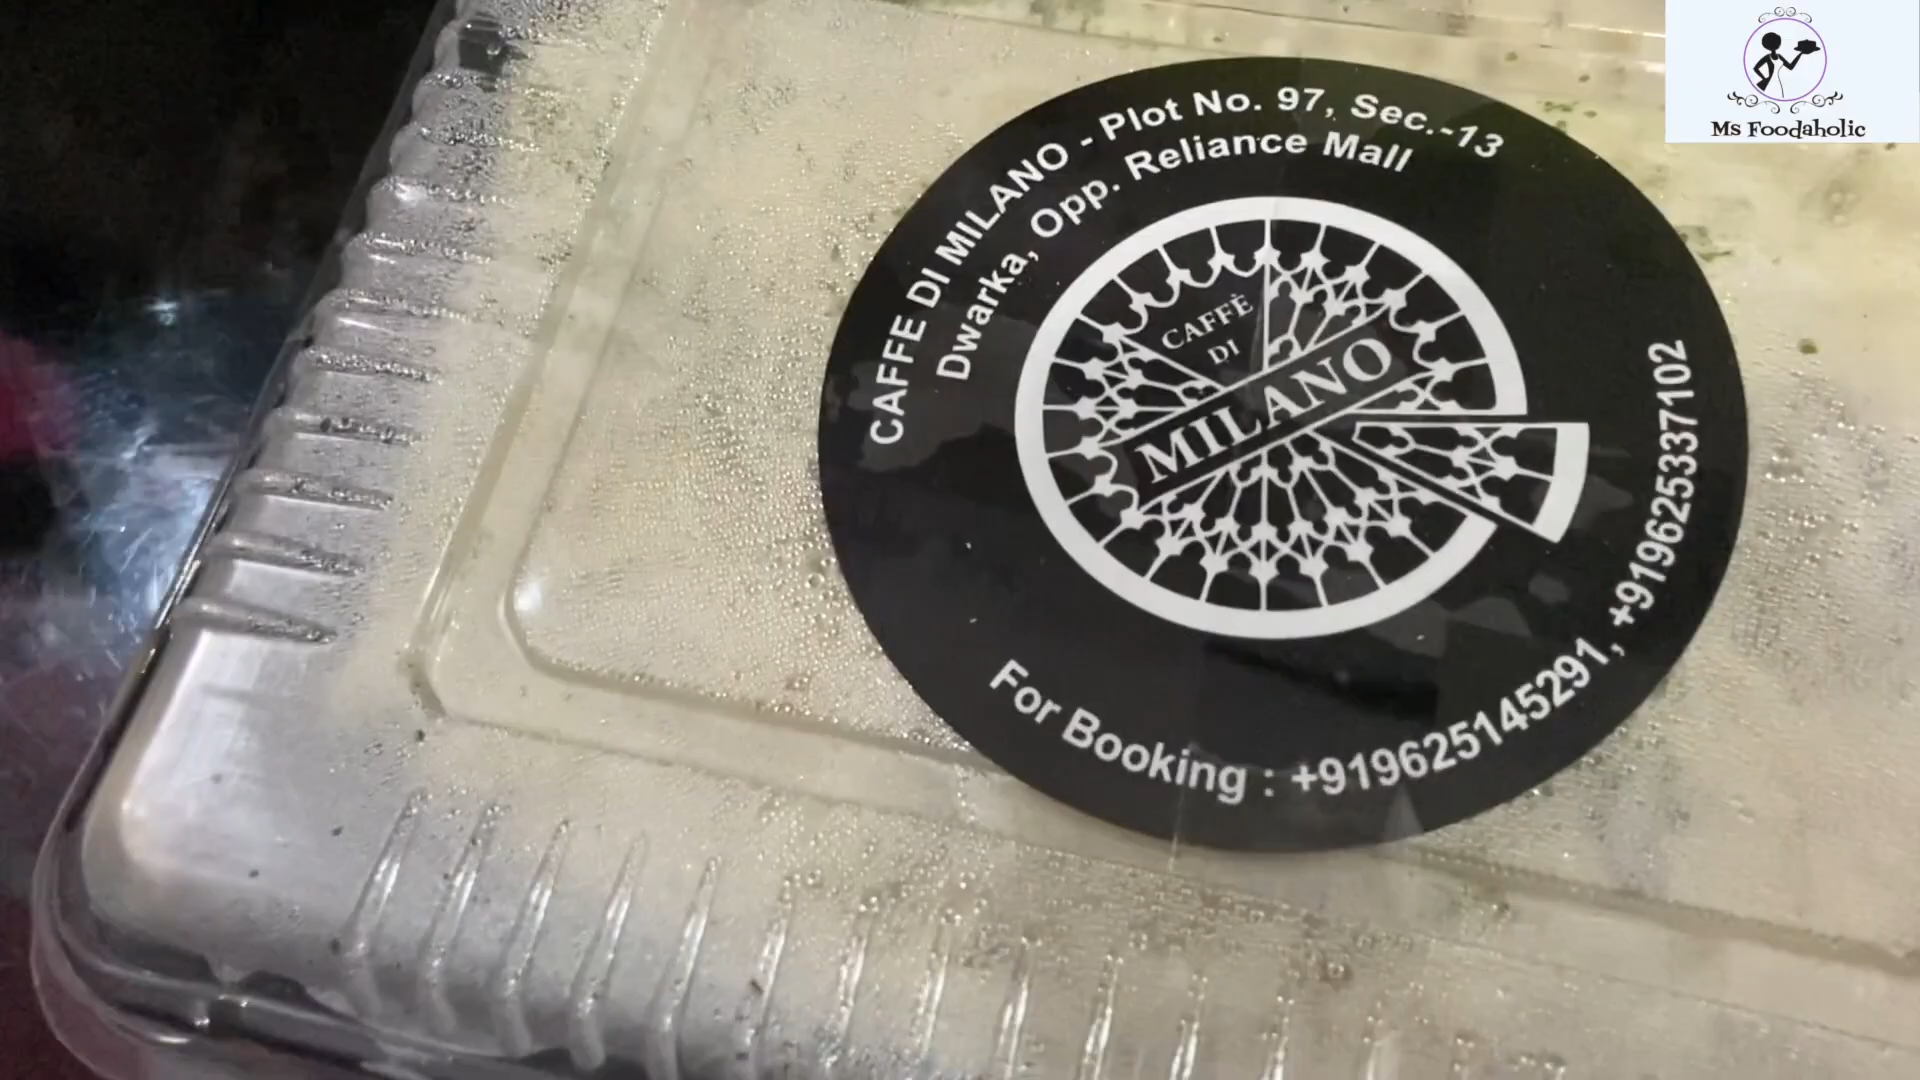 CAFFE DI MILANO - Plot No. 97, Sec.-13
Dwarka, Opp. Reliance Mall
CAFFÈ
DI
MILANO
For Booking : +919625145291, +919625337102
Ms Foodaholic